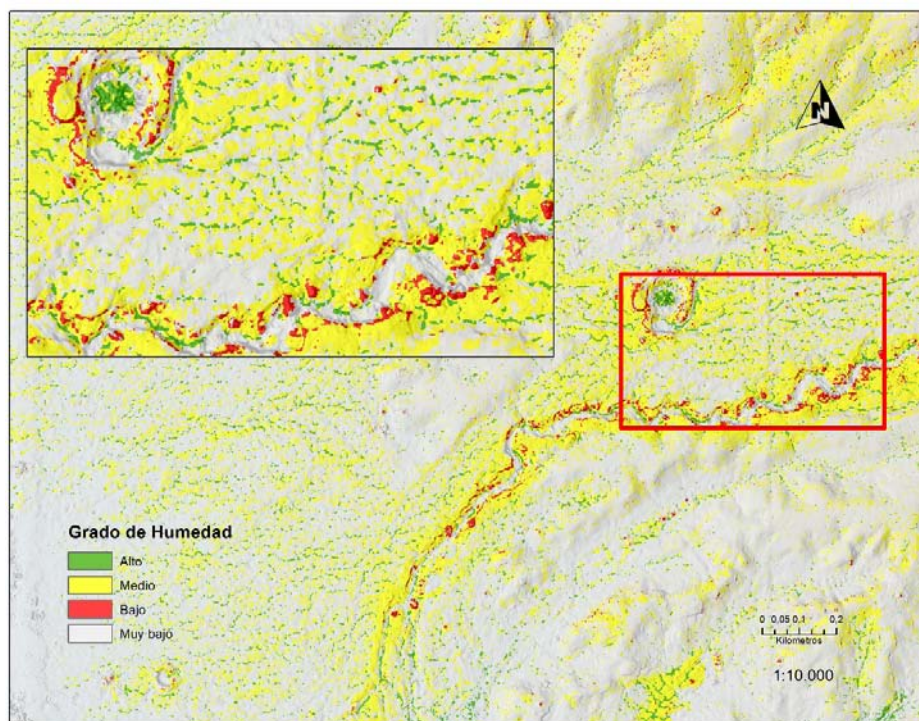 N
Grado de Humedad
Alto
Medio
Bajo
Muy bajo
0 0,05 0,1 0,2
Kilometros
1:10.000